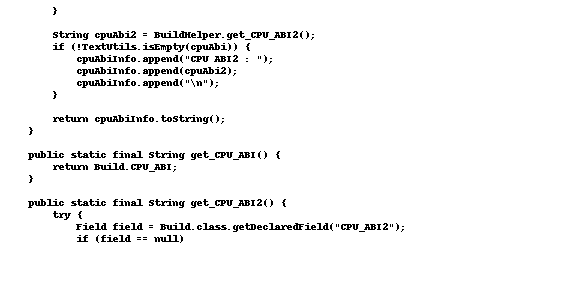 }
String cpuAbi2 = BuildHelper.get_CPU_ABI2();
if (!TextUtils.isEmpty(cpuAbi)) {
cpuAbiInfo.append("CPU ABI2 : ");
cpuAbiInfo.append(cpuAbi2);
cpuAbiInfo.append("\n");
}
return cpuAbiInfo.toString();
}
public static final String get_CPU_ABI() {
return Build.CPU_ABI;
}
public static final String get_CPU_ABI2() {
try {
Field field = Build.class.getDeclaredField("CPU_ABI2");
if (field == null)